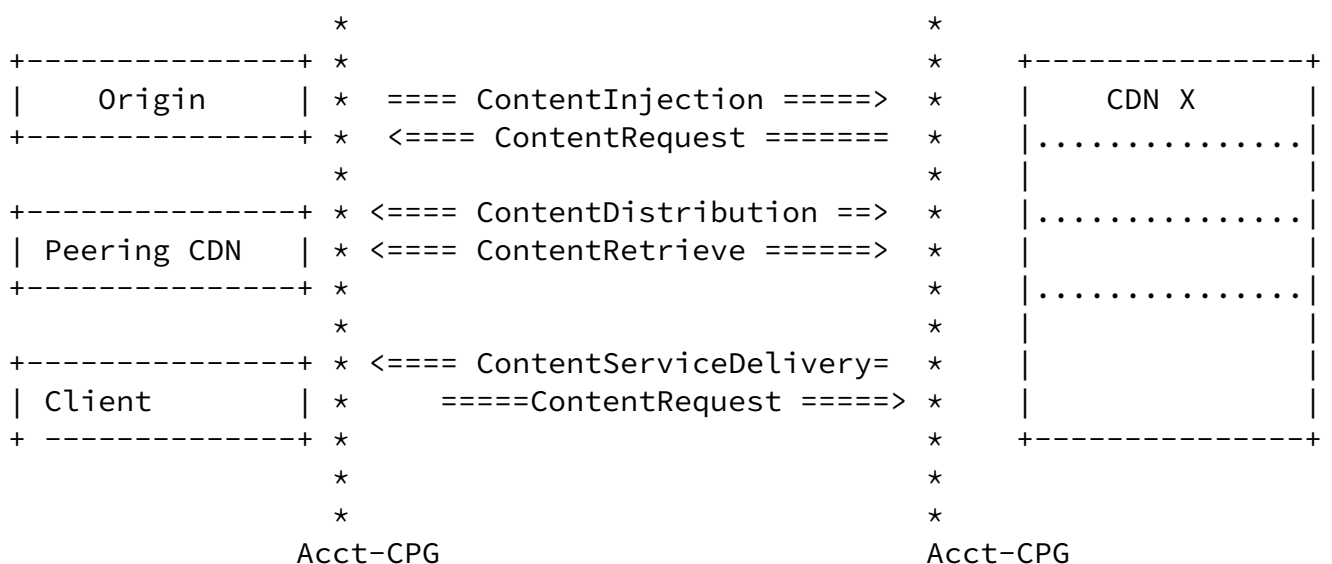 *                                *
+---------------+ *                                *    +---------------+
|    Origin     | *  ==== ContentInjection =====>  *    |    CDN X      |
+---------------+ *  <==== ContentRequest =======  *    |...............|
                  *                                *    |               |
+---------------+ * <==== ContentDistribution ==>  *    |...............|
| Peering CDN   | * <==== ContentRetrieve ======>  *    |               |
+---------------+ *                                *    |...............|
                  *                                *    |               |
+---------------+ * <==== ContentServiceDelivery=  *    |               |
| Client        | *     =====ContentRequest =====> *    |               |
+ --------------+ *                                *    +---------------+
                  *                                *
                  *                                *
                Acct-CPG                           Acct-CPG